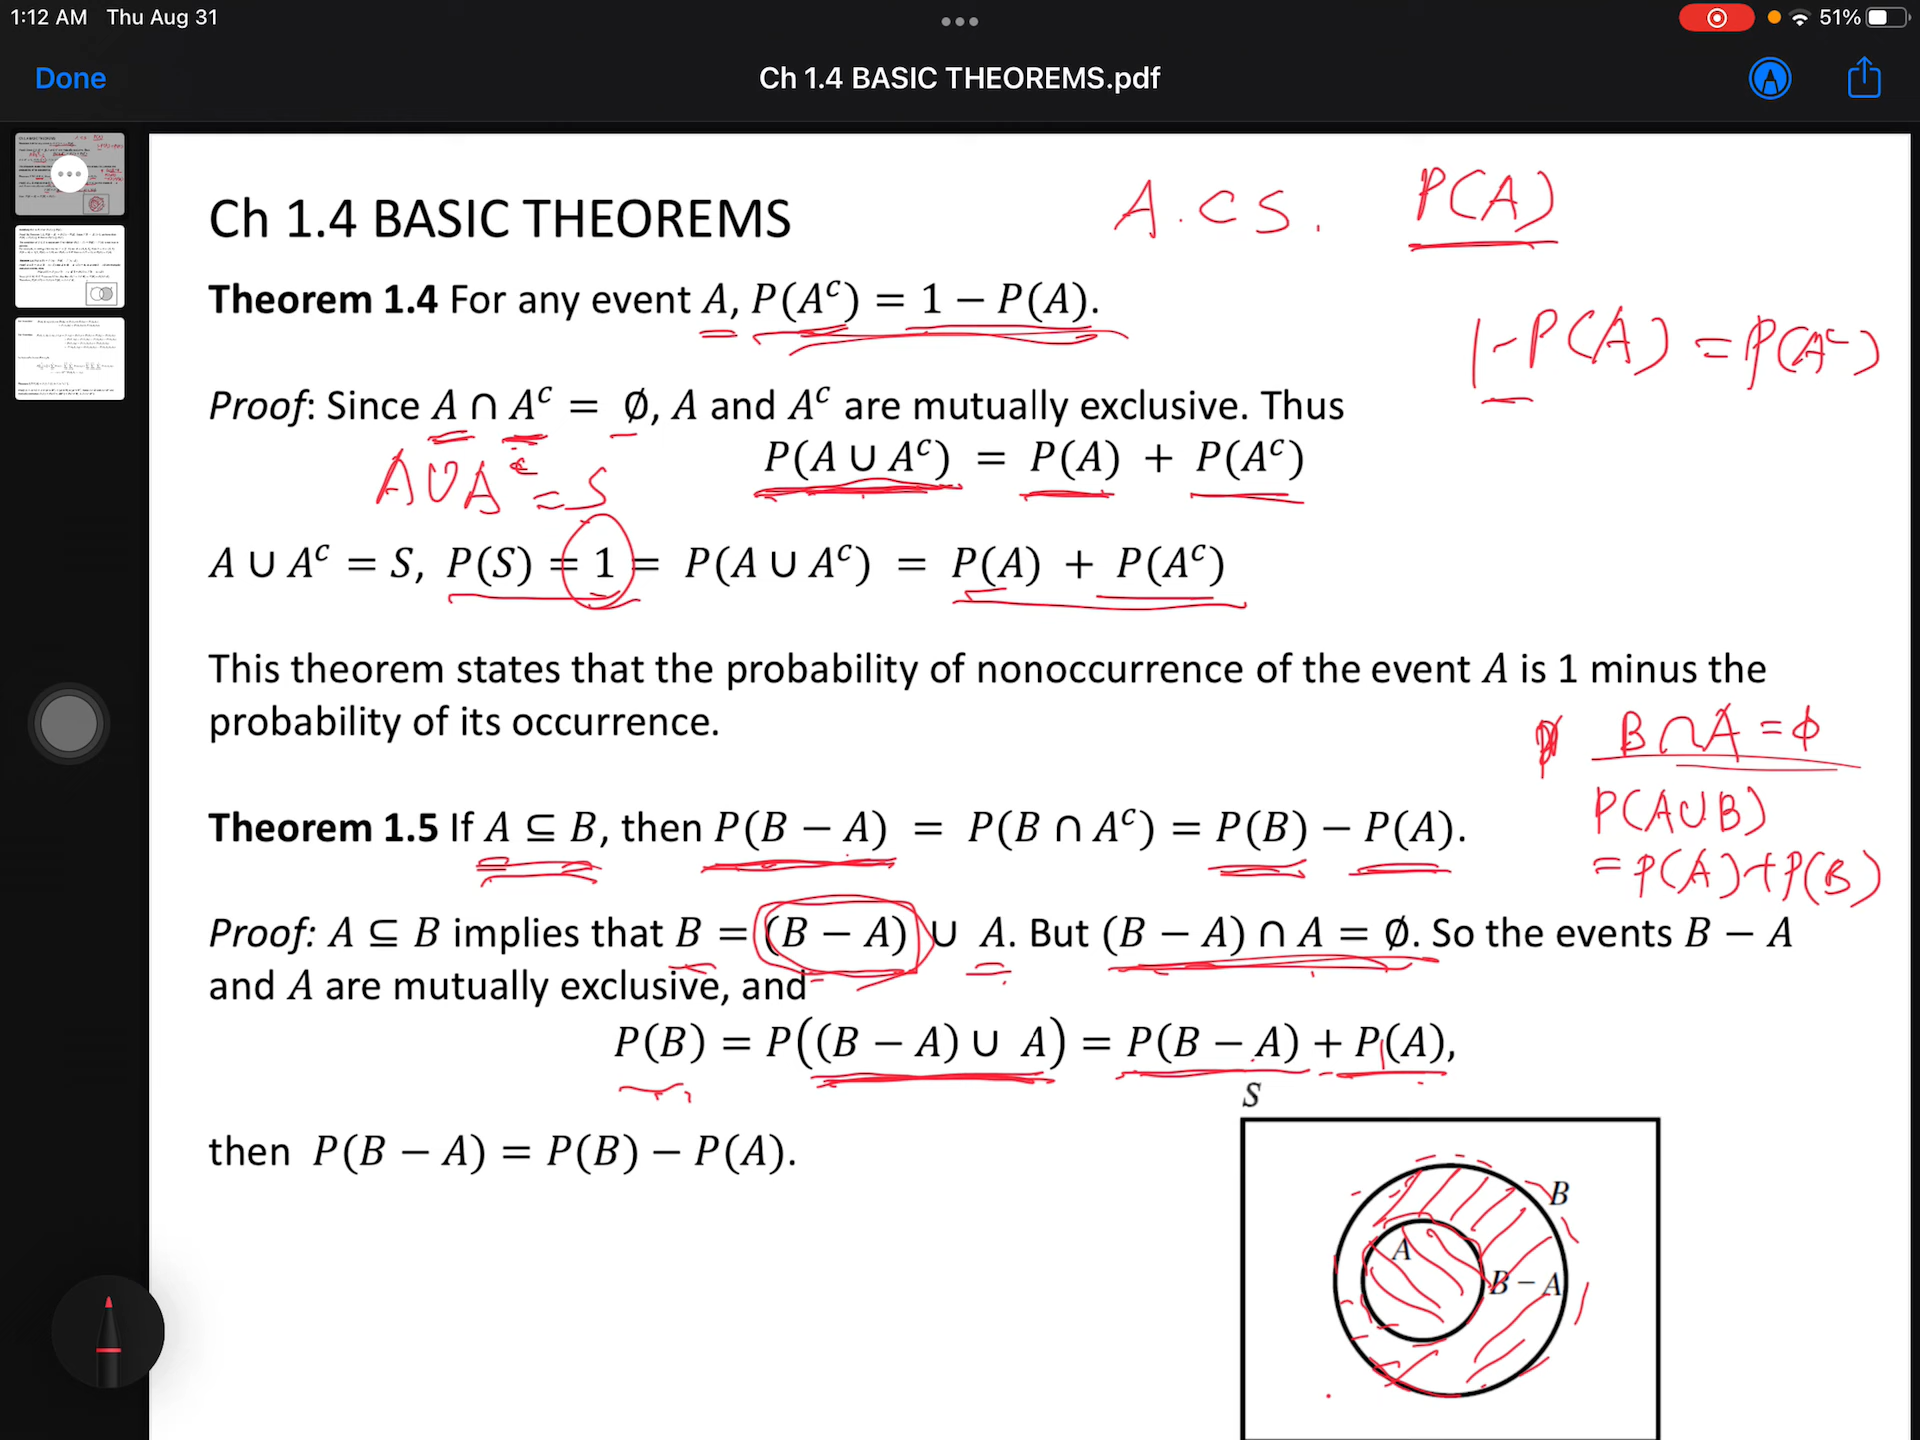 1:12 AM Thu Aug 31
51%
Done
Ch 1.4 BASIC THEOREMS.pdf
Ch 1.4 BASIC THEOREMS
A.CS. P(A)
Theorem 1.4 For any event A, P(Aᶜ) = 1 − P(A).
1-P(A) = P(Aᶜ)
Proof: Since A ∩ Aᶜ = ∅, A and Aᶜ are mutually exclusive. Thus
P(A ∪ Aᶜ) = P(A) + P(Aᶜ)
A∪Aᶜ = S
A ∪ Aᶜ = S, P(S) = 1 = P(A ∪ Aᶜ) = P(A) + P(Aᶜ)
This theorem states that the probability of nonoccurrence of the event A is 1 minus the
probability of its occurrence.
B∩A = ϕ
P(A∪B)
= P(A)+P(B)
Theorem 1.5 If A ⊆ B, then P(B − A) = P(B ∩ Aᶜ) = P(B) − P(A).
Proof: A ⊆ B implies that B = (B − A) ∪ A. But (B − A) ∩ A = ∅. So the events B − A
and A are mutually exclusive, and
P(B) = P((B − A) ∪ A) = P(B − A) + P(A),
then P(B − A) = P(B) − P(A).
S
B
A
B − A